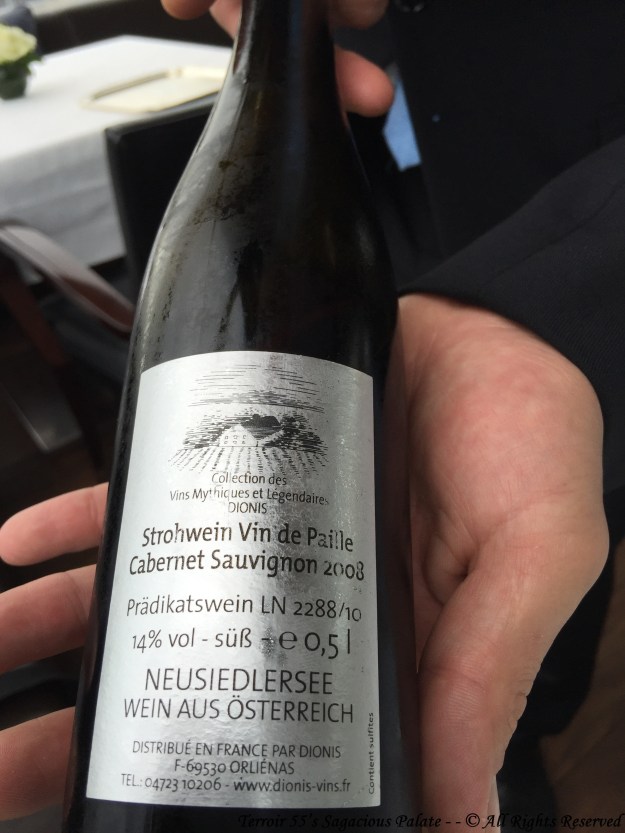 Collection des
Vins Mythiques et Légendaires
DIONIS
Strohwein Vin de Paille
Cabernet Sauvignon 2008
Prädikatswein LN 2288/10
14% vol - süß - e 0,5 l
NEUSIEDLERSEE
WEIN AUS ÖSTERREICH
DISTRIBUÉ EN FRANCE PAR DIONIS
F-69530 ORLIÉNAS
TEL.: 04723 10206 - www.dionis-vins.fr
Contient sulfites
Terroir 55's Sagacious Palate - - © All Rights Reserved